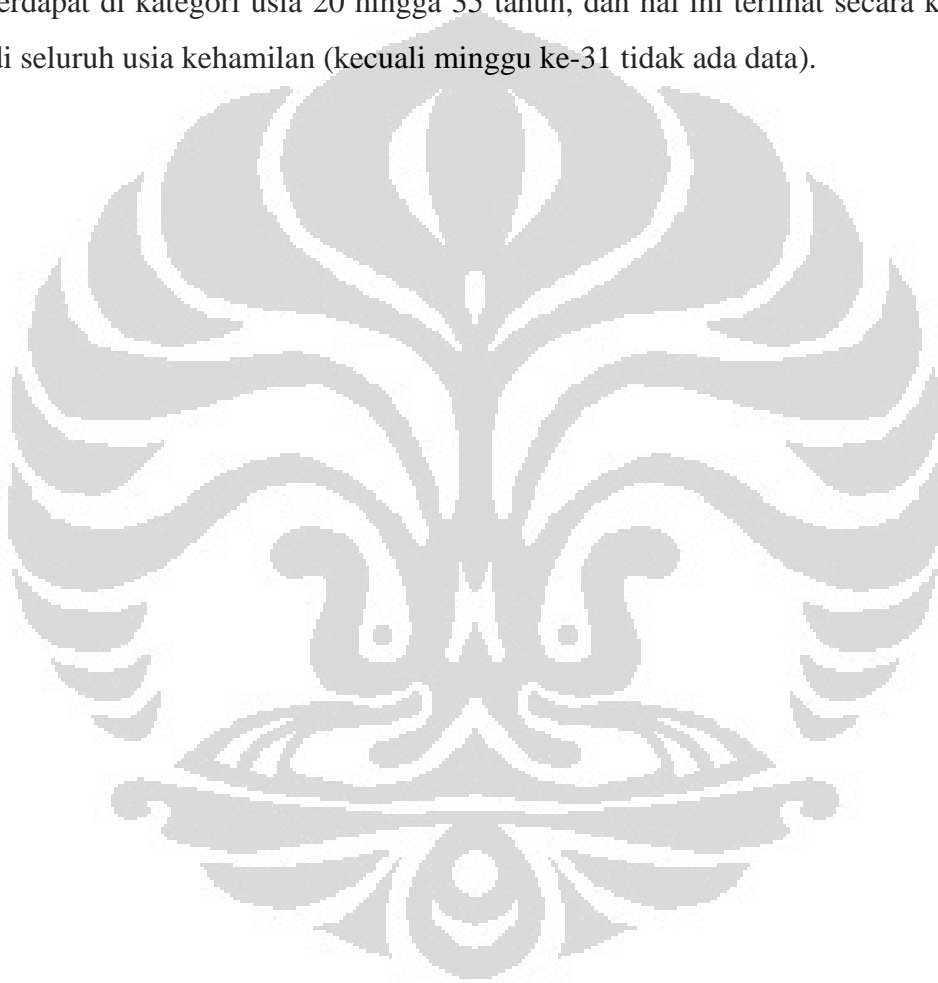 erdapat di kategori usia 20 hingga 35 tahun, dan hal ini terlihat secara k
di seluruh usia kehamilan (kecuali minggu ke-31 tidak ada data).